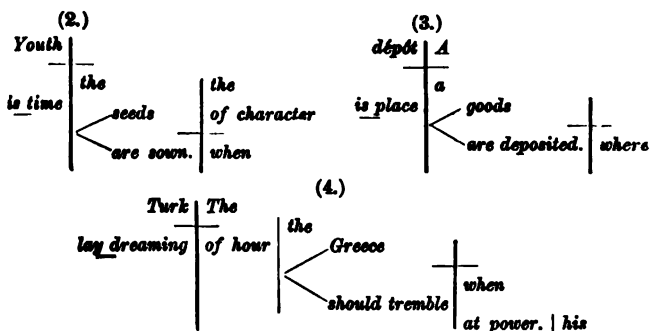 (2.) (3.)
Youth
the
is time
seeds
are sown.
the
of character
when
dépôt A
a
is place
goods
are deposited.
where
(4.)
Turk The
lay dreaming of hour
the
Greece
should tremble
when
at power. his